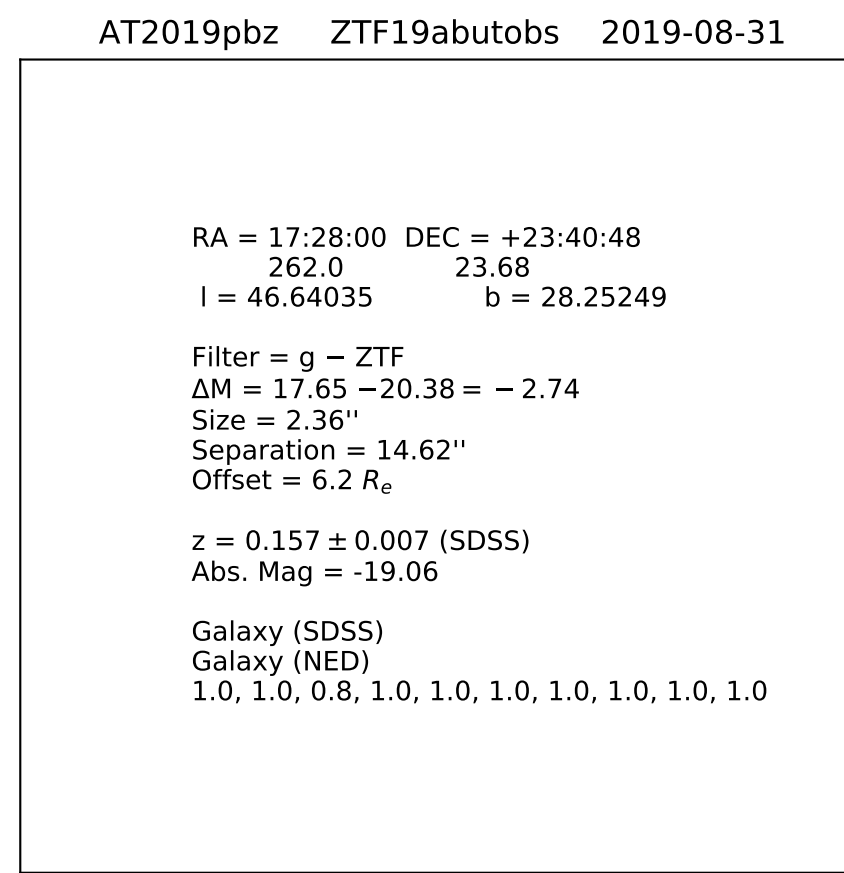 AT2019pbz ZTF19abutobs 2019-08-31
RA = 17:28:00 DEC = +23:40:48
262.0 23.68
l = 46.64035 b = 28.25249
Filter = g − ZTF
ΔM = 17.65 −20.38 = − 2.74
Size = 2.36''
Separation = 14.62''
Offset = 6.2 Re
z = 0.157 ± 0.007 (SDSS)
Abs. Mag = -19.06
Galaxy (SDSS)
Galaxy (NED)
1.0, 1.0, 0.8, 1.0, 1.0, 1.0, 1.0, 1.0, 1.0, 1.0